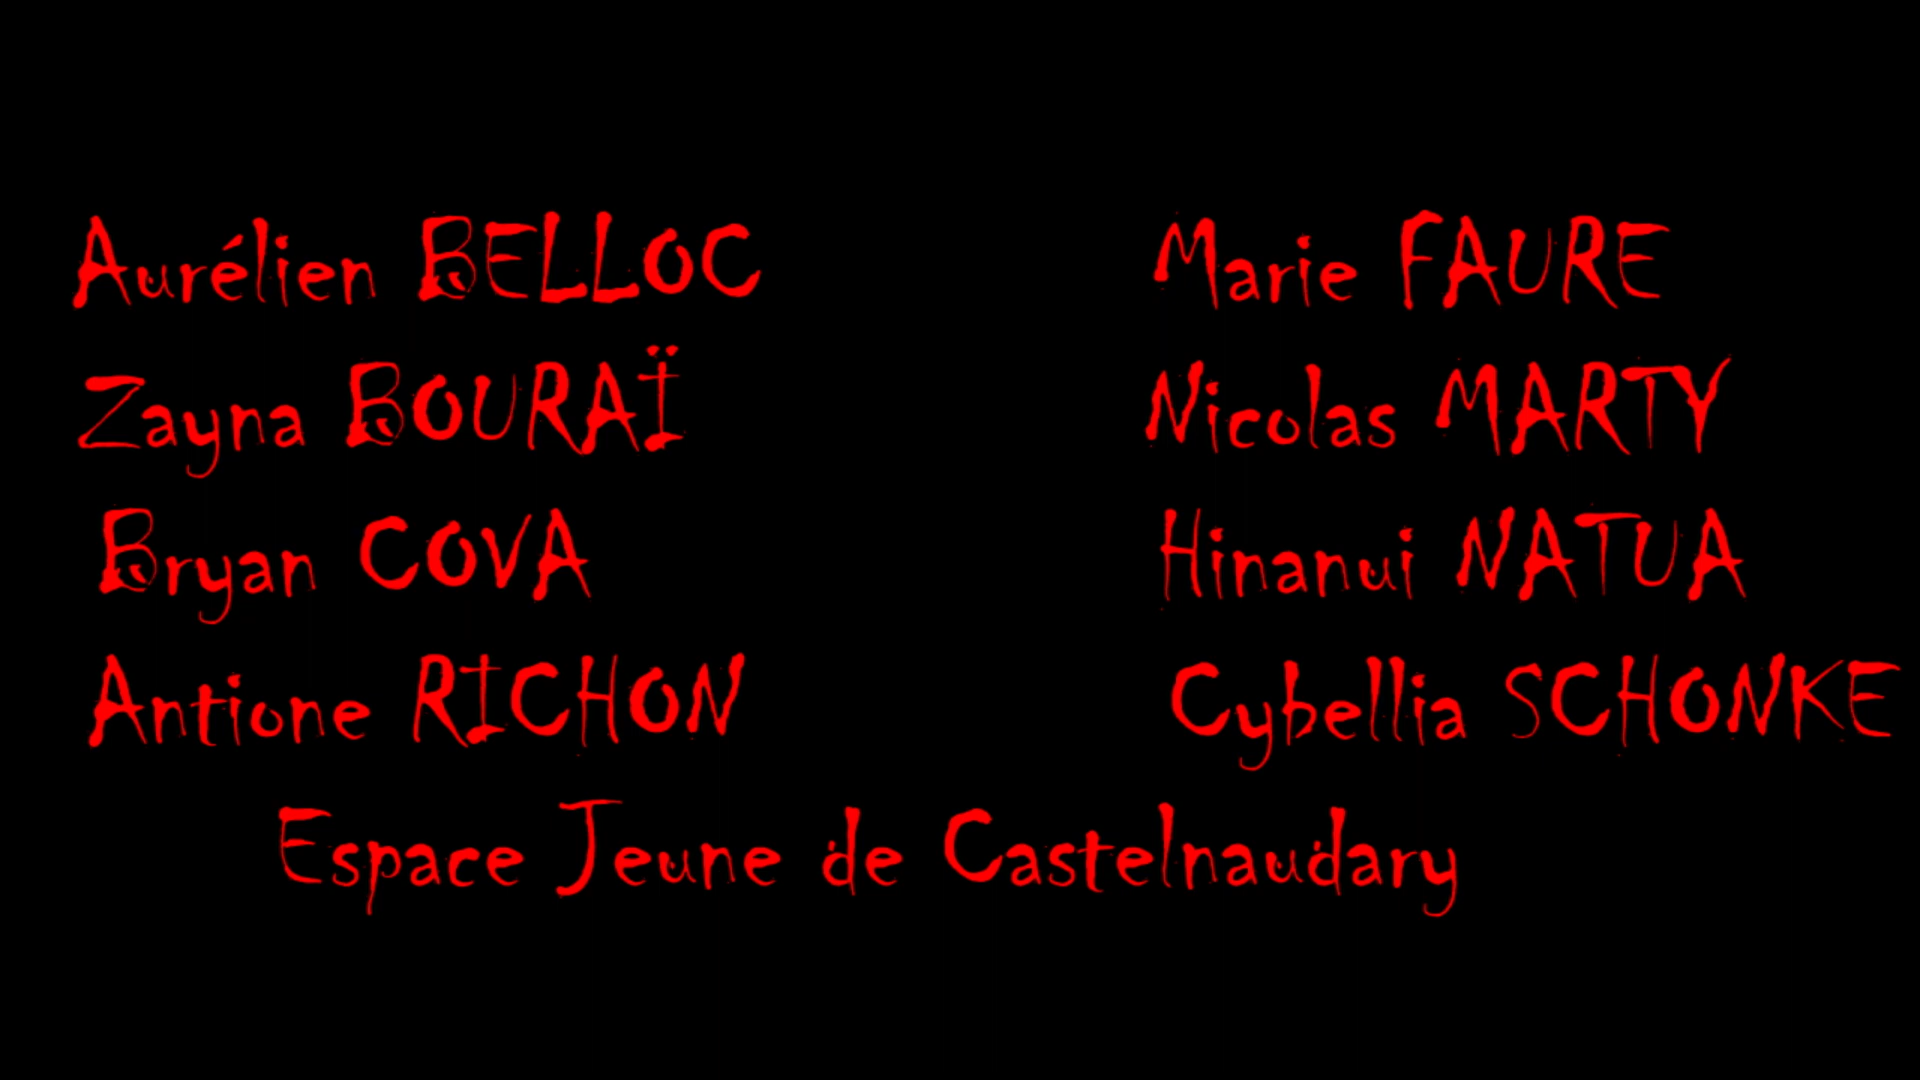 Aurélien BELLOC
Zayna BOURAÏ
Bryan COVA
Antione RICHON
Marie FAURE
Nicolas MARTY
Hinanui NATUA
Cybellia SCHONKE
Espace Jeune de Castelnaudary